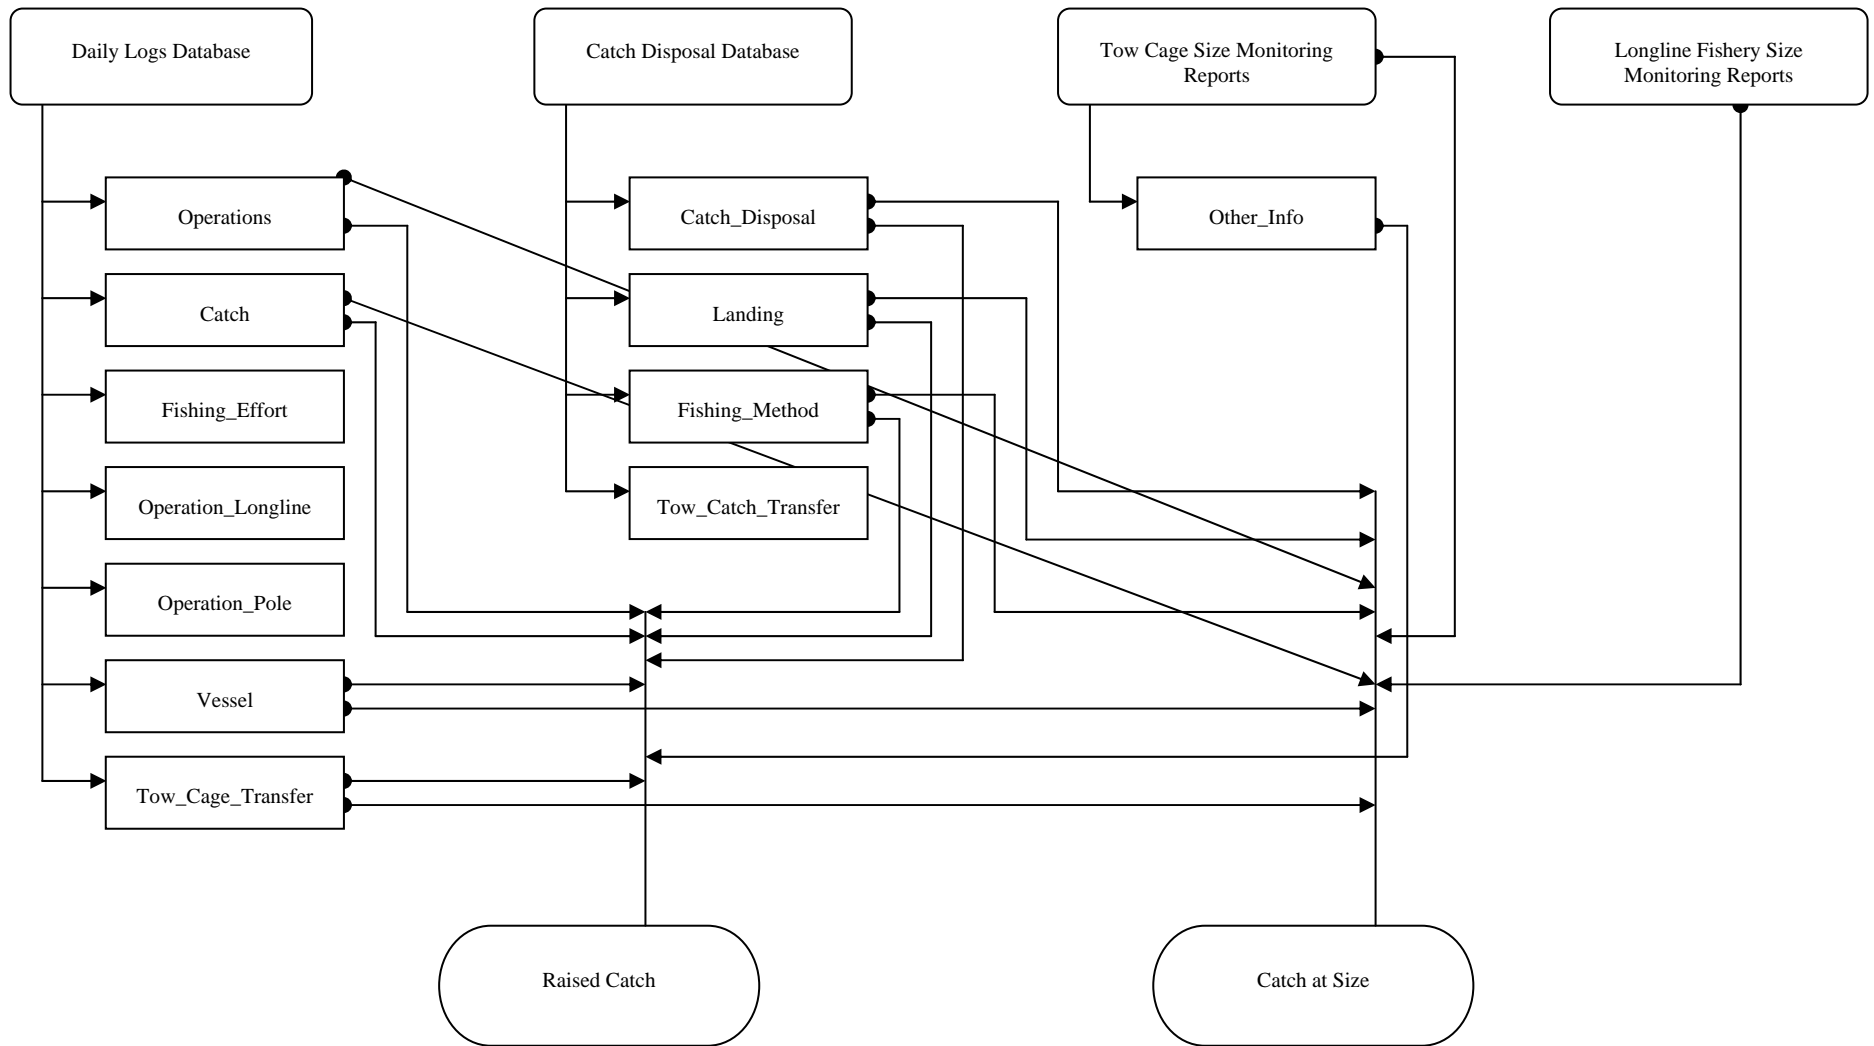 Daily Logs Database
Catch Disposal Database
Tow Cage Size Monitoring
Reports
Longline Fishery Size
Monitoring Reports
Operations
Catch_Disposal
Other_Info
Catch
Landing
Fishing_Effort
Fishing_Method
Operation_Longline
Tow_Catch_Transfer
Operation_Pole
Vessel
Tow_Cage_Transfer
Raised Catch
Catch at Size